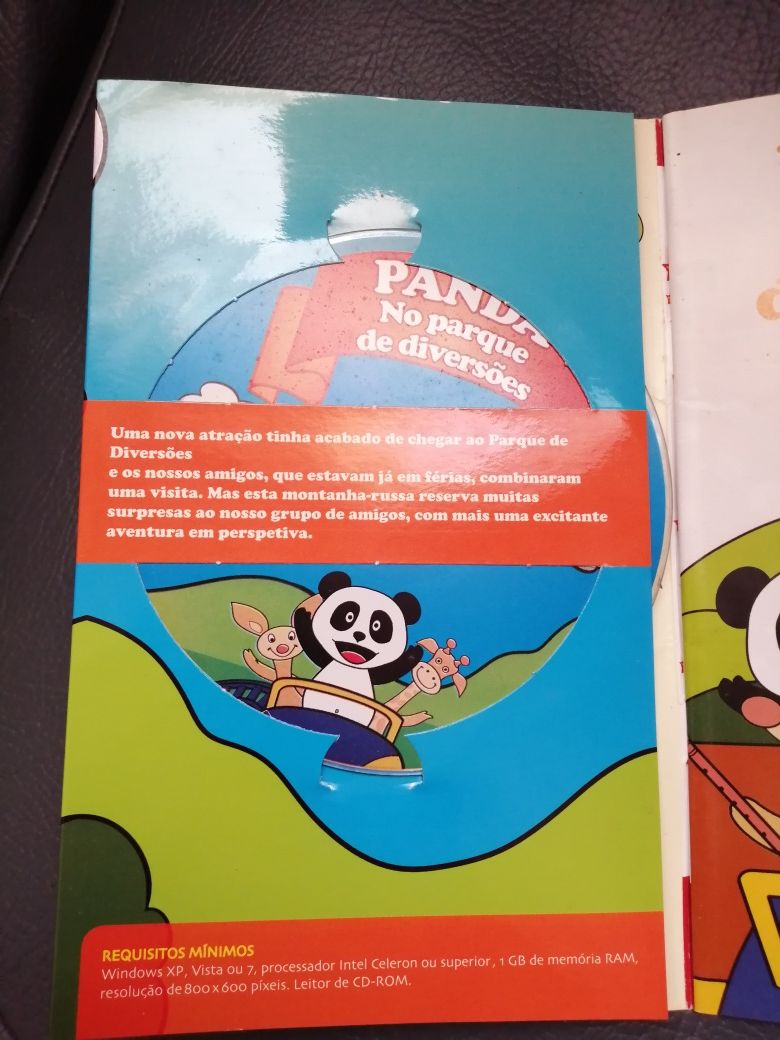 PANDA
No parque
de diversões
Uma nova atração tinha acabado de chegar ao Parque de
Diversões
e os nossos amigos, que estavam já em férias, combinaram
uma visita. Mas esta montanha-russa reserva muitas
surpresas ao nosso grupo de amigos, com mais uma excitante
aventura em perspetiva.
REQUISITOS MÍNIMOS
Windows XP, Vista ou 7, processador Intel Celeron ou superior, 1 GB de memória RAM,
resolução de 800 x 600 píxeis. Leitor de CD-ROM.